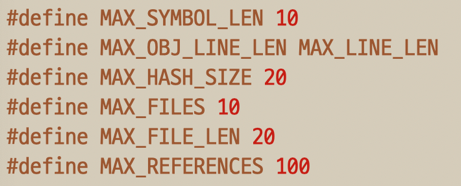 #define MAX_SYMBOL_LEN 10
#define MAX_OBJ_LINE_LEN MAX_LINE_LEN
#define MAX_HASH_SIZE 20
#define MAX_FILES 10
#define MAX_FILE_LEN 20
#define MAX_REFERENCES 100